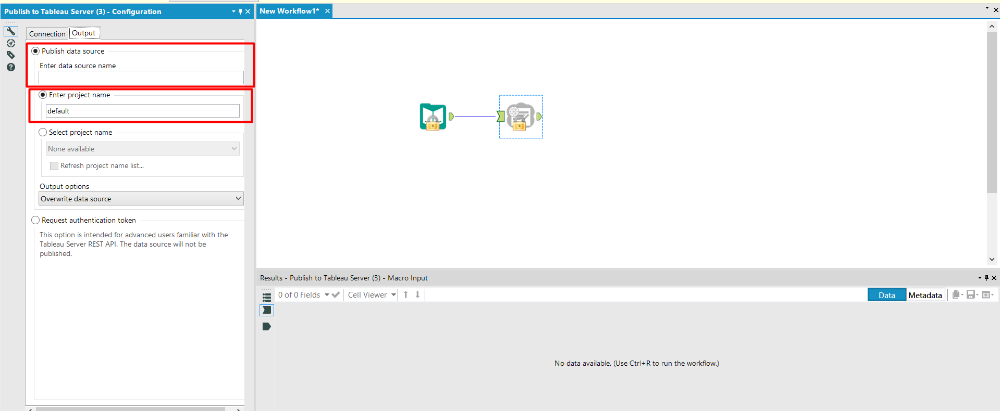 Publish to Tableau Server (3) - Configuration
New Workflow1*
Connection
Output
Publish data source
Enter data source name
Enter project name
default
Select project name
None available
Refresh project name list...
Output options
Overwrite data source
Request authentication token
This option is intended for advanced users familiar with the
Tableau Server REST API. The data source will not be
published.
Results - Publish to Tableau Server (3) - Macro Input
0 of 0 Fields
Cell Viewer
Data
Metadata
No data available. (Use Ctrl+R to run the workflow.)